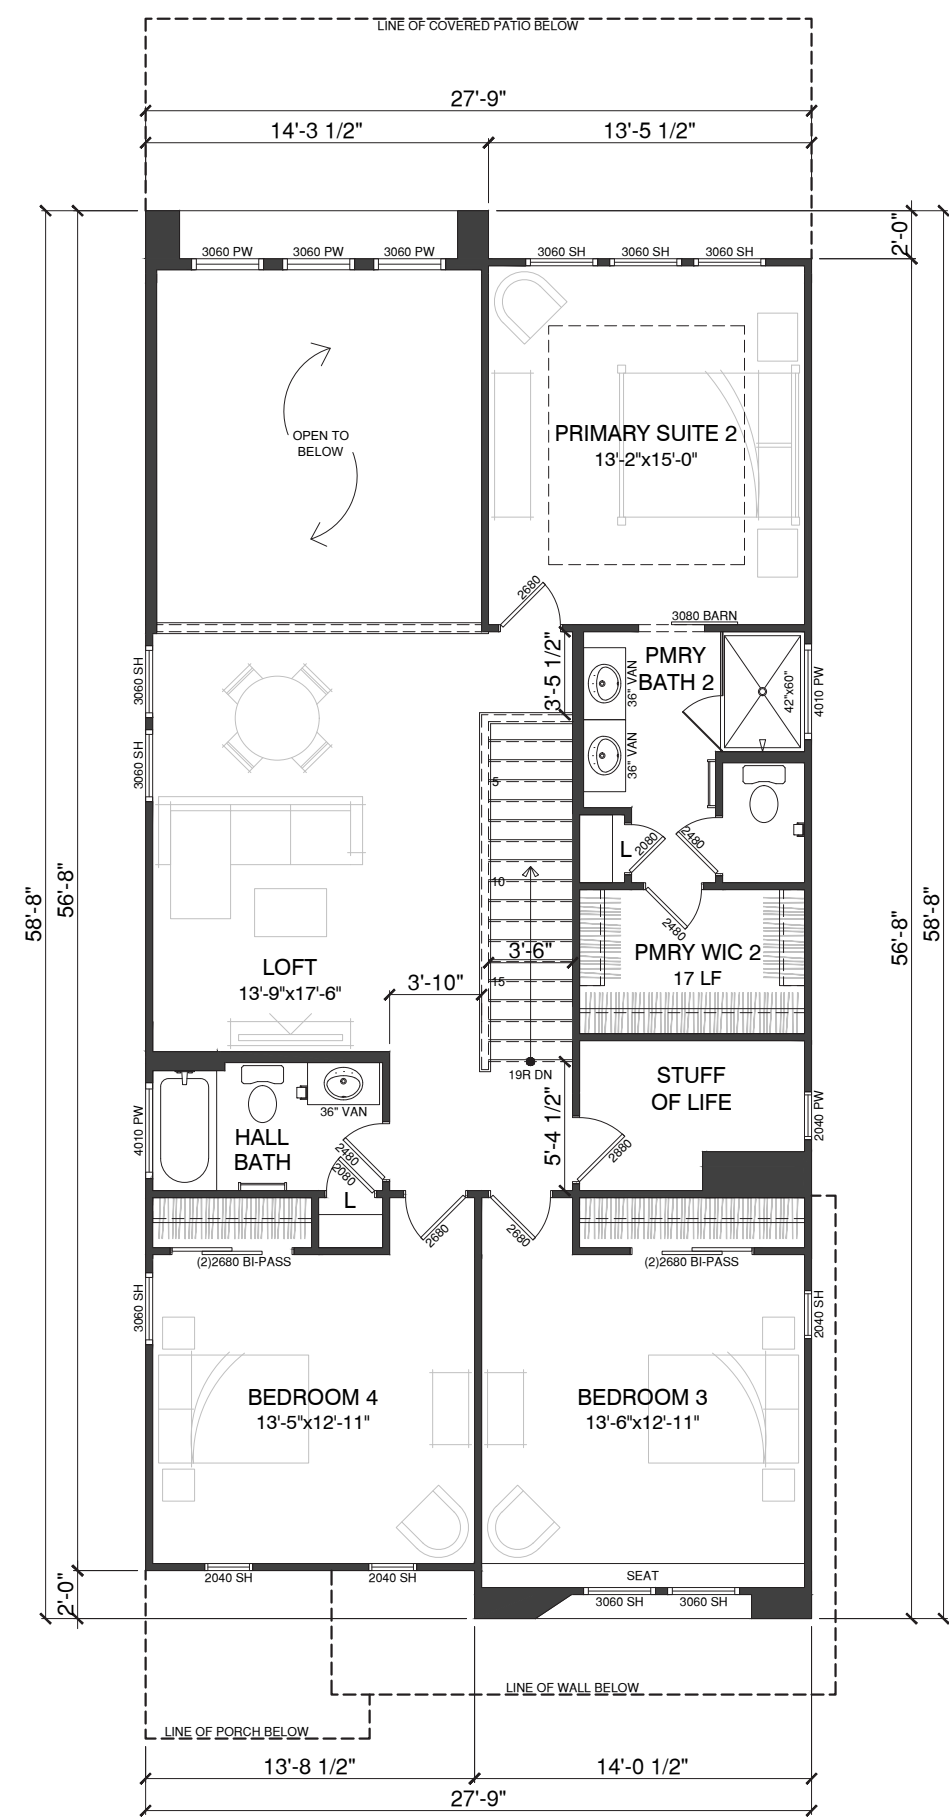 LINE OF COVERED PATIO BELOW
27'-9"
14'-3 1/2"
13'-5 1/2"
2'-0"
3060 PW
3060 PW
3060 PW
3060 SH
3060 SH
3060 SH
OPEN TO
BELOW
PRIMARY SUITE 2
13'-2"x15'-0"
2680
3080 BARN
3'-5 1/2"
3060 SH
3060 SH
36" VAN
36" VAN
PMRY
BATH 2
42"x60"
4010 PW
5
10
15
L
2080
2480
2480
58'-8"
56'-8"
56'-8"
58'-8"
3'-6"
PMRY WIC 2
17 LF
LOFT
13'-9"x17'-6"
3'-10"
19R DN
STUFF
OF LIFE
2040 PW
4010 PW
36" VAN
HALL
BATH
2480
2080
5'-4 1/2"
2880
L
2680
2680
(2)2680 BI-PASS
(2)2680 BI-PASS
3060 SH
2040 SH
BEDROOM 4
13'-5"x12'-11"
BEDROOM 3
13'-6"x12'-11"
2040 SH
2040 SH
SEAT
3060 SH
3060 SH
2'-0"
LINE OF WALL BELOW
LINE OF PORCH BELOW
13'-8 1/2"
14'-0 1/2"
27'-9"